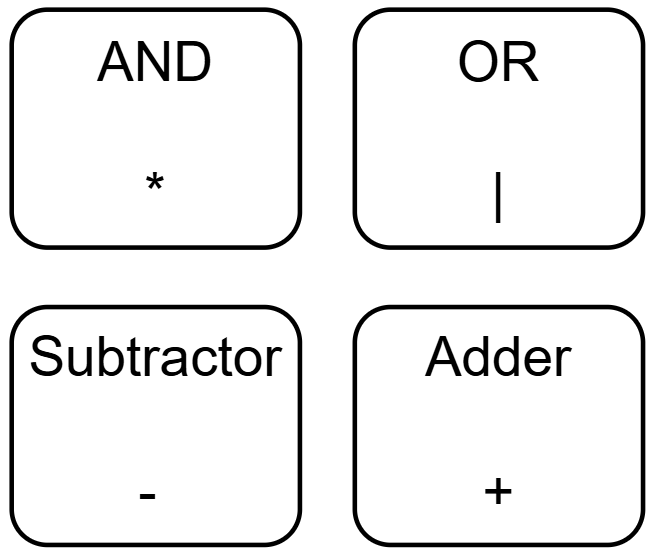 AND
*
OR
|
Subtractor
-
Adder
+